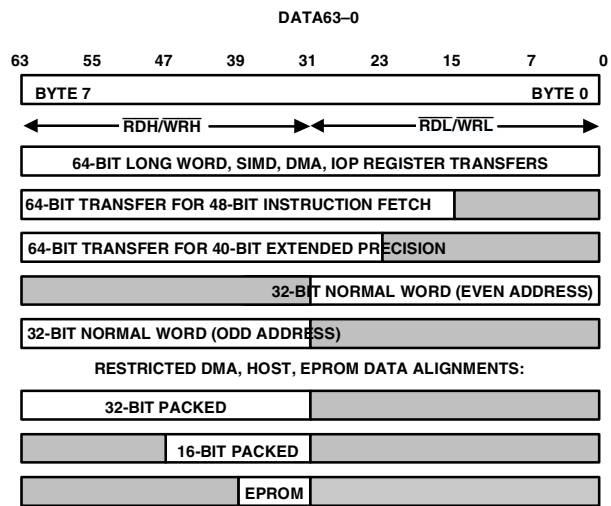 DATA63–0
63 55 47 39 31 23 15 7 0
BYTE 7 BYTE 0
RDH/WRH RDL/WRL
64-BIT LONG WORD, SIMD, DMA, IOP REGISTER TRANSFERS
64-BIT TRANSFER FOR 48-BIT INSTRUCTION FETCH
64-BIT TRANSFER FOR 40-BIT EXTENDED PRECISION
32-BIT NORMAL WORD (EVEN ADDRESS)
32-BIT NORMAL WORD (ODD ADDRESS)
RESTRICTED DMA, HOST, EPROM DATA ALIGNMENTS:
32-BIT PACKED
16-BIT PACKED
EPROM